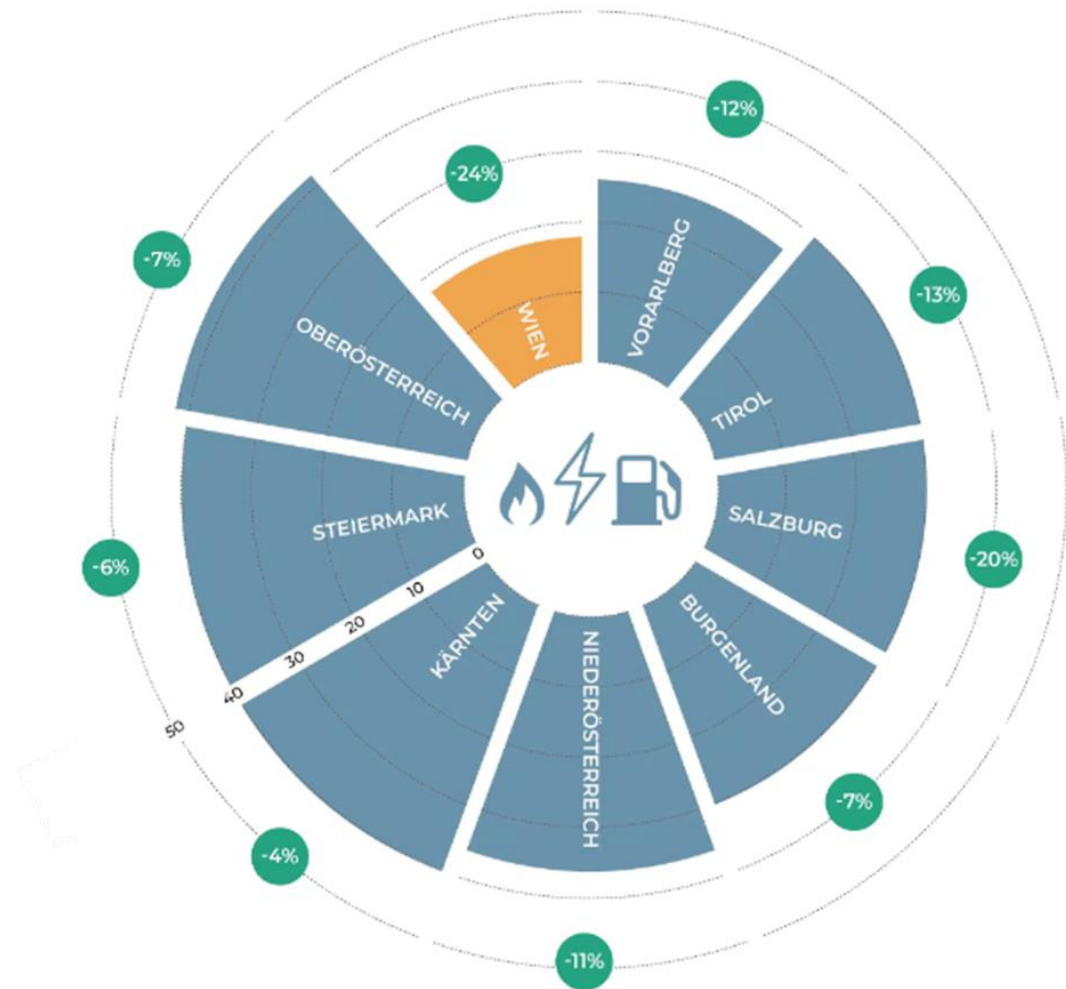 -12%
-24%
-7%
-13%
VORARLBERG
WIEN
OBERÖSTERREICH
TIROL
STEIERMARK
SALZBURG
-6%
-20%
0
10
20
30
40
50
KÄRNTEN
BURGENLAND
NIEDERÖSTERREICH
-7%
-4%
-11%